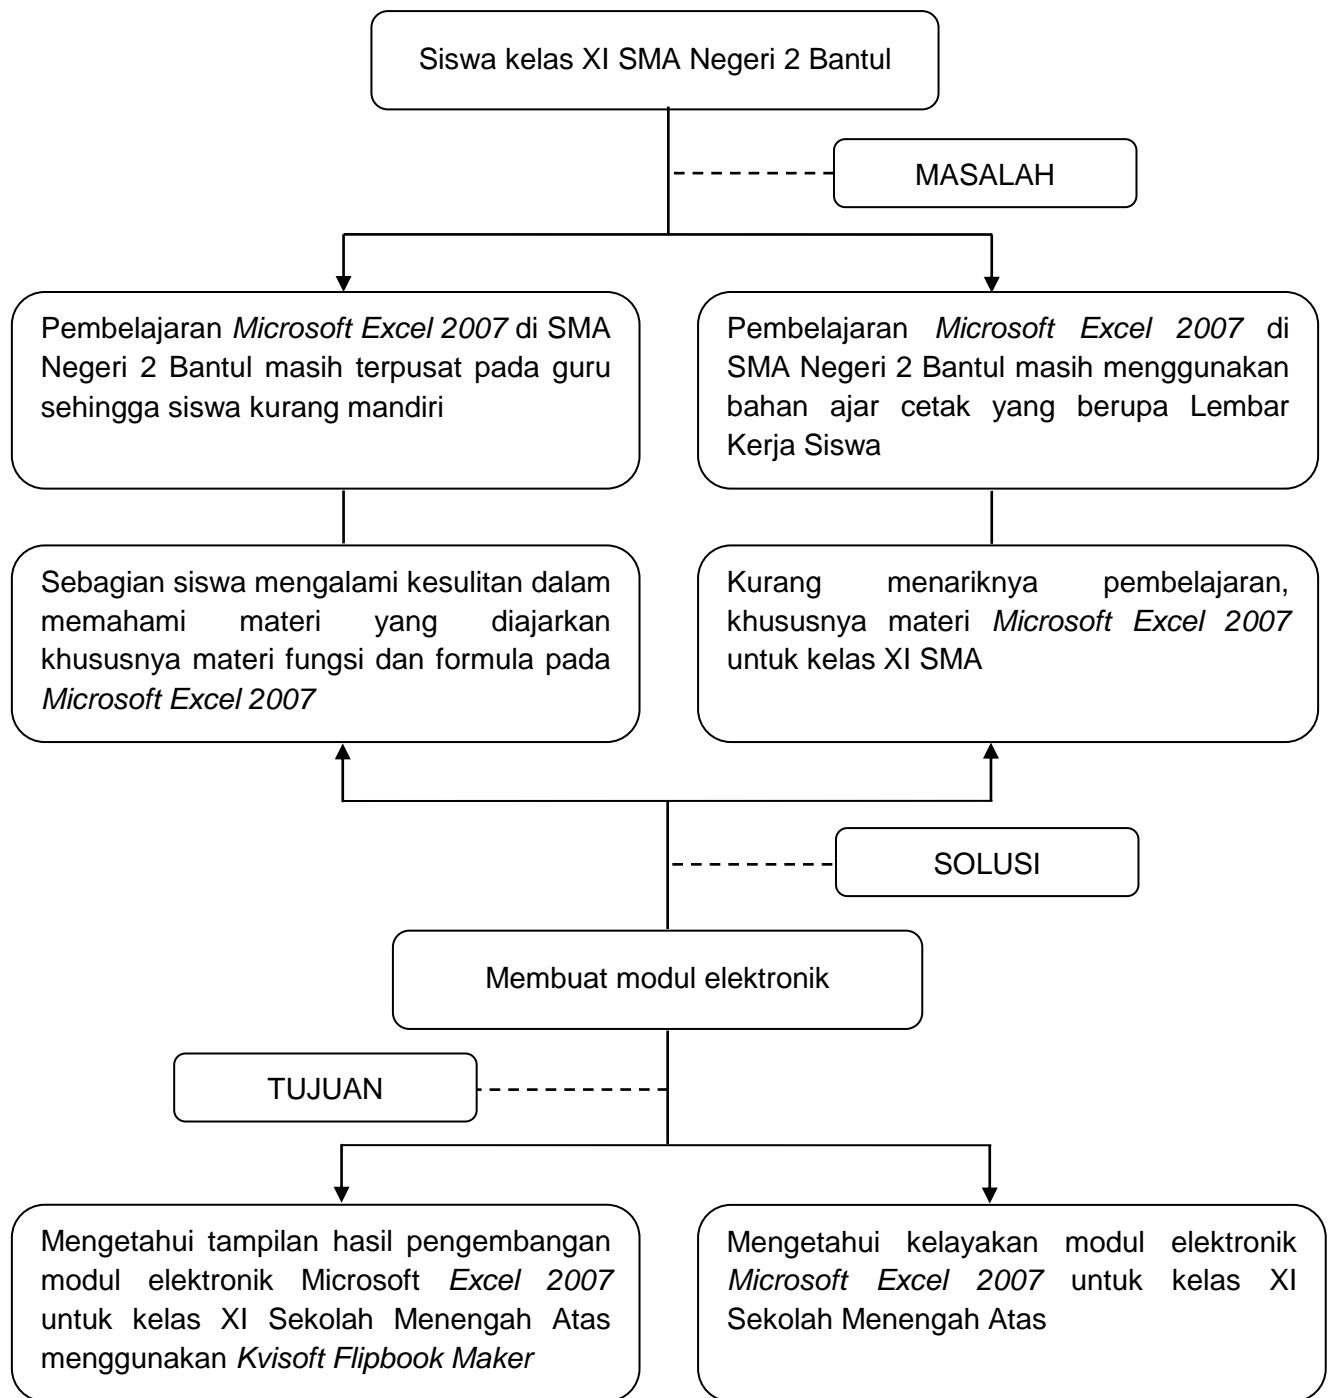 Siswa kelas XI SMA Negeri 2 Bantul
MASALAH
Pembelajaran Microsoft Excel 2007 di SMA
Negeri 2 Bantul masih terpusat pada guru
sehingga siswa kurang mandiri
Pembelajaran Microsoft Excel 2007 di
SMA Negeri 2 Bantul masih menggunakan
bahan ajar cetak yang berupa Lembar
Kerja Siswa
Sebagian siswa mengalami kesulitan dalam
memahami materi yang diajarkan
khususnya materi fungsi dan formula pada
Microsoft Excel 2007
Kurang menariknya pembelajaran,
khususnya materi Microsoft Excel 2007
untuk kelas XI SMA
SOLUSI
Membuat modul elektronik
TUJUAN
Mengetahui tampilan hasil pengembangan
modul elektronik Microsoft Excel 2007
untuk kelas XI Sekolah Menengah Atas
menggunakan Kvisoft Flipbook Maker
Mengetahui kelayakan modul elektronik
Microsoft Excel 2007 untuk kelas XI
Sekolah Menengah Atas